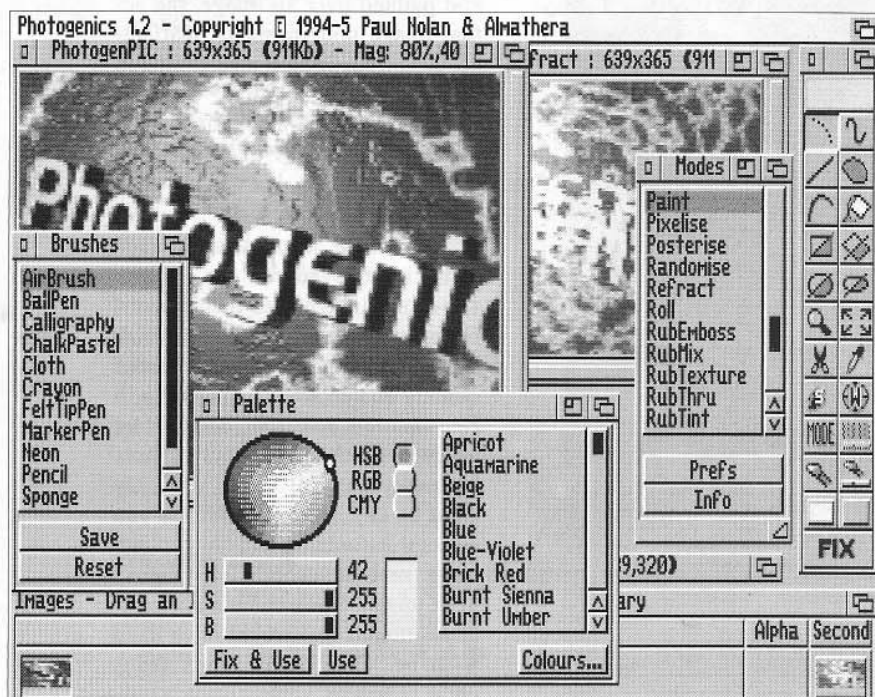 Photogenics 1.2 - Copyright © 1994-5 Paul Nolan & Almathera
PhotogenPIC : 639x365 (911Kb) - Mag: 80%,40
fract : 639x365 (911
Photogenic
Modes
Paint
Pixelise
Posterise
Randomise
Refract
Roll
RubEmboss
RubMix
RubTexture
RubThru
RubTint
Prefs
Info
Brushes
AirBrush
BallPen
Calligraphy
ChalkPastel
Cloth
Crayon
FeltTipPen
MarkerPen
Neon
Pencil
Sponge
Save
Reset
Palette
HSB
RGB
CMY
H 42
S 255
B 255
Apricot
Aquamarine
Beige
Black
Blue
Blue-Violet
Brick Red
Burnt Sienna
Burnt Umber
Fix & Use
Use
Colours...
MODE
FIX
9,320)
Images - Drag an
ary
Alpha
Second